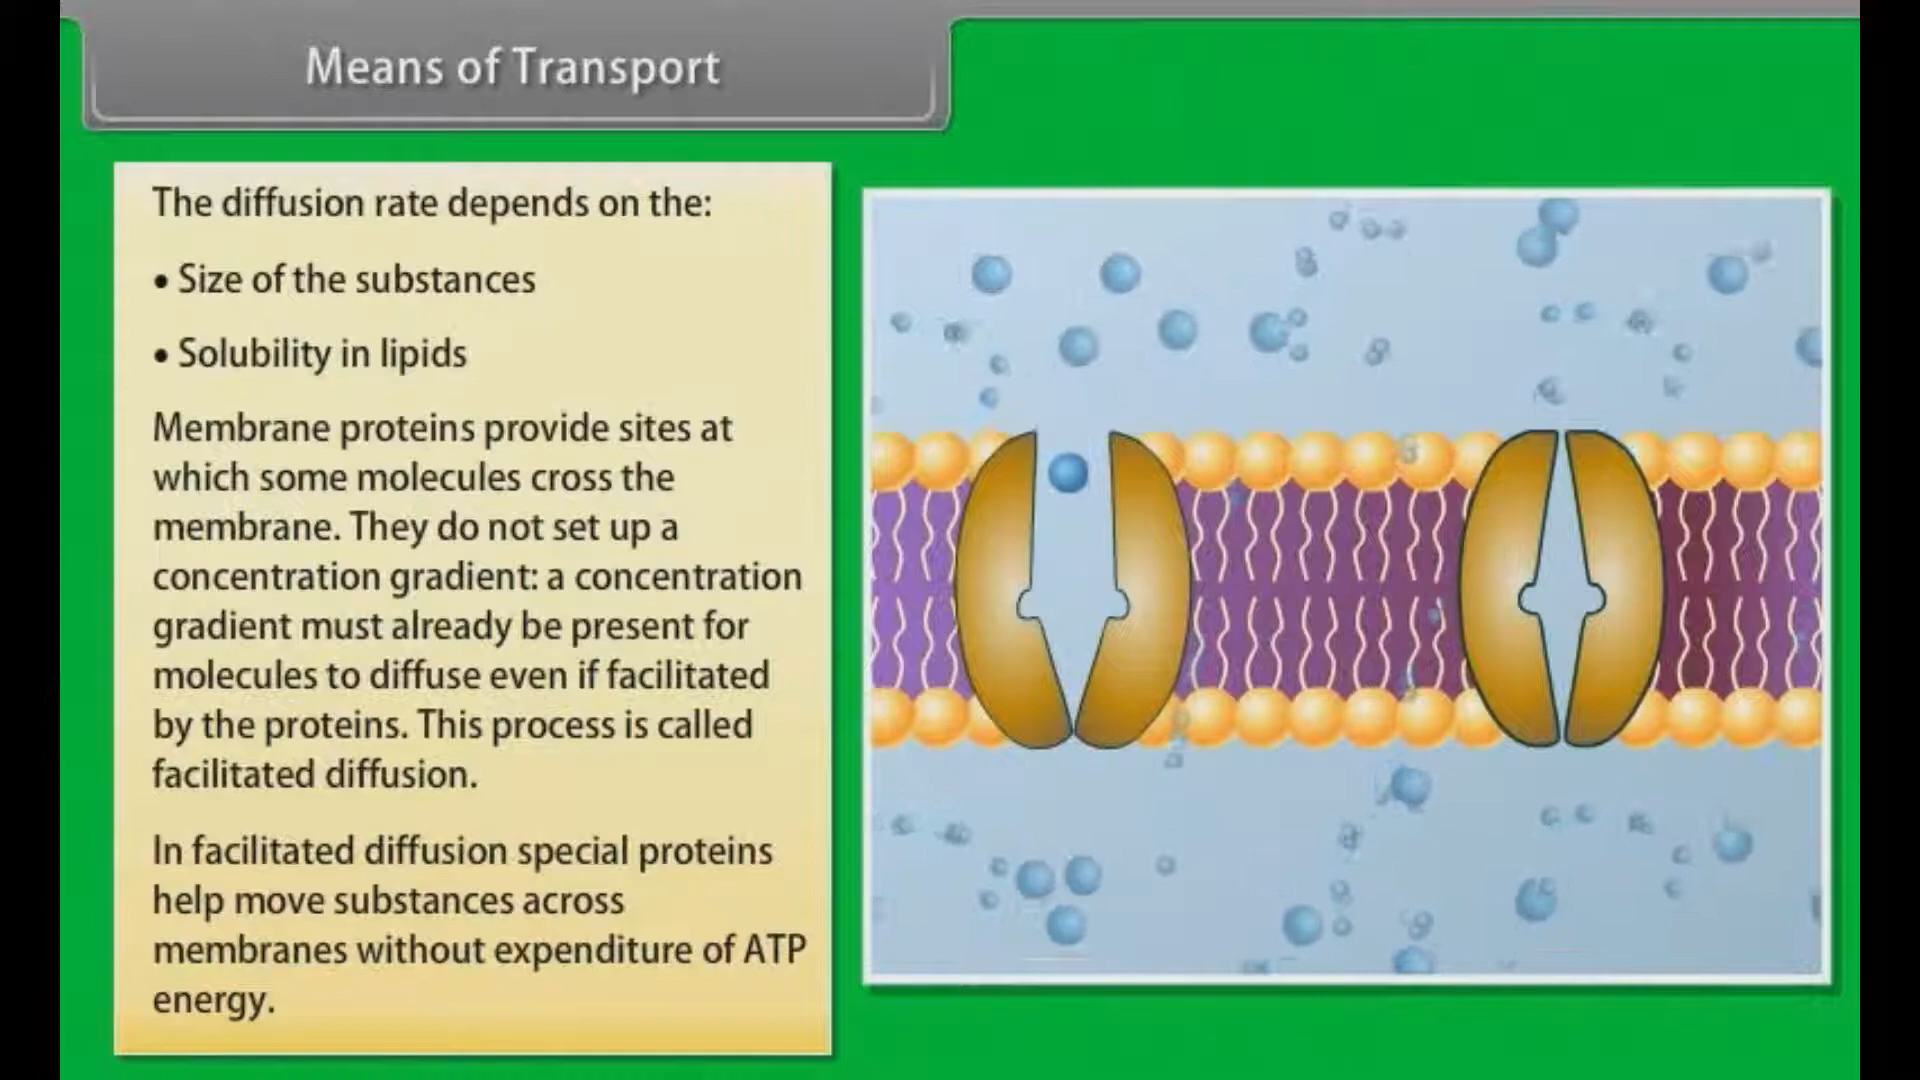 Means of Transport
The diffusion rate depends on the:
• Size of the substances
• Solubility in lipids
Membrane proteins provide sites at
which some molecules cross the
membrane. They do not set up a
concentration gradient: a concentration
gradient must already be present for
molecules to diffuse even if facilitated
by the proteins. This process is called
facilitated diffusion.
In facilitated diffusion special proteins
help move substances across
membranes without expenditure of ATP
energy.